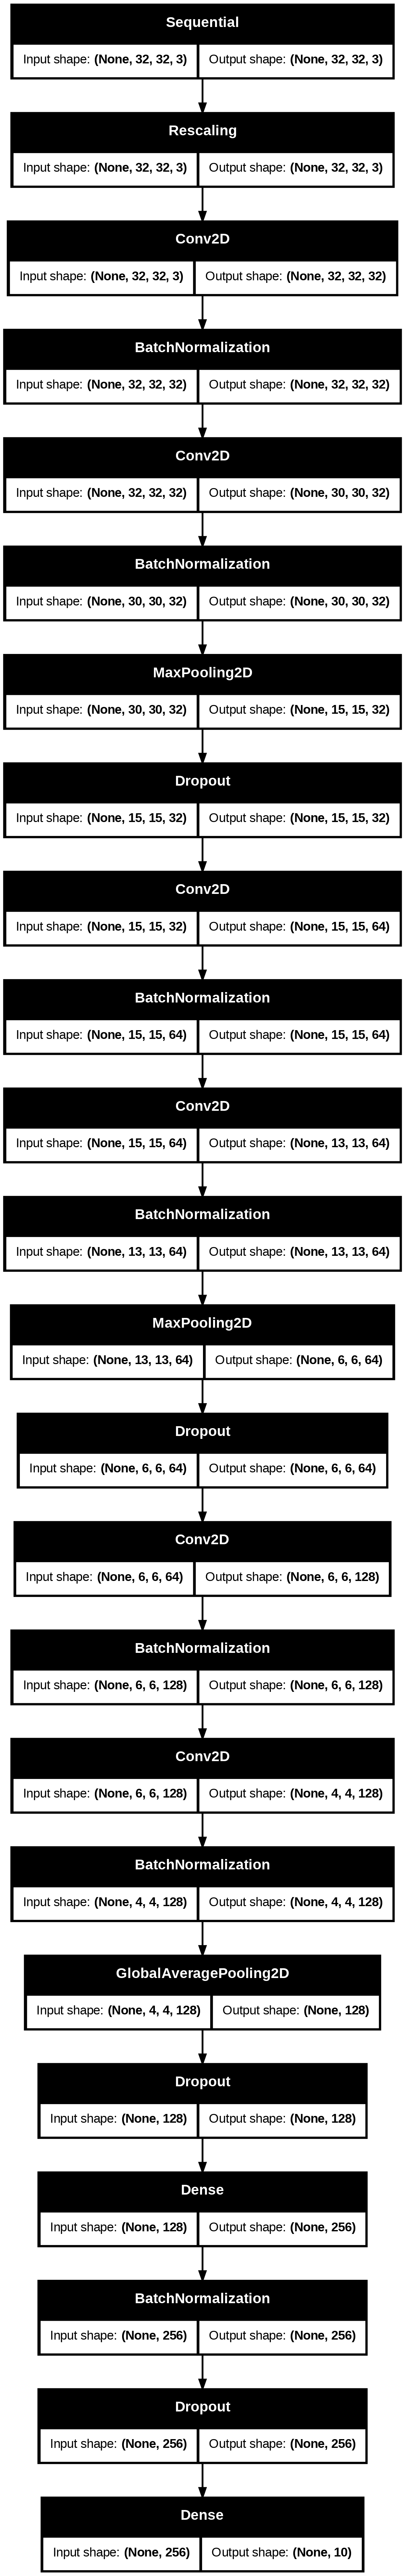 Sequential
Input shape: (None, 32, 32, 3) Output shape: (None, 32, 32, 3)
Rescaling
Input shape: (None, 32, 32, 3) Output shape: (None, 32, 32, 3)
Conv2D
Input shape: (None, 32, 32, 3) Output shape: (None, 32, 32, 32)
BatchNormalization
Input shape: (None, 32, 32, 32) Output shape: (None, 32, 32, 32)
Conv2D
Input shape: (None, 32, 32, 32) Output shape: (None, 30, 30, 32)
BatchNormalization
Input shape: (None, 30, 30, 32) Output shape: (None, 30, 30, 32)
MaxPooling2D
Input shape: (None, 30, 30, 32) Output shape: (None, 15, 15, 32)
Dropout
Input shape: (None, 15, 15, 32) Output shape: (None, 15, 15, 32)
Conv2D
Input shape: (None, 15, 15, 32) Output shape: (None, 15, 15, 64)
BatchNormalization
Input shape: (None, 15, 15, 64) Output shape: (None, 15, 15, 64)
Conv2D
Input shape: (None, 15, 15, 64) Output shape: (None, 13, 13, 64)
BatchNormalization
Input shape: (None, 13, 13, 64) Output shape: (None, 13, 13, 64)
MaxPooling2D
Input shape: (None, 13, 13, 64) Output shape: (None, 6, 6, 64)
Dropout
Input shape: (None, 6, 6, 64) Output shape: (None, 6, 6, 64)
Conv2D
Input shape: (None, 6, 6, 64) Output shape: (None, 6, 6, 128)
BatchNormalization
Input shape: (None, 6, 6, 128) Output shape: (None, 6, 6, 128)
Conv2D
Input shape: (None, 6, 6, 128) Output shape: (None, 4, 4, 128)
BatchNormalization
Input shape: (None, 4, 4, 128) Output shape: (None, 4, 4, 128)
GlobalAveragePooling2D
Input shape: (None, 4, 4, 128) Output shape: (None, 128)
Dropout
Input shape: (None, 128) Output shape: (None, 128)
Dense
Input shape: (None, 128) Output shape: (None, 256)
BatchNormalization
Input shape: (None, 256) Output shape: (None, 256)
Dropout
Input shape: (None, 256) Output shape: (None, 256)
Dense
Input shape: (None, 256) Output shape: (None, 10)